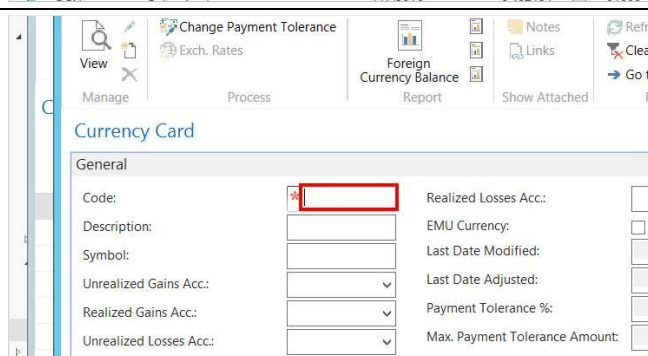 Change Payment Tolerance
Exch. Rates
View
Foreign
Currency Balance
Notes
Links
Clea
Go t
Manage
Process
Report
Show Attached
Currency Card
General
Code: *
Realized Losses Acc.:
Description:
EMU Currency:
Symbol:
Last Date Modified:
Unrealized Gains Acc.:
Last Date Adjusted:
Realized Gains Acc.:
Payment Tolerance %:
Unrealized Losses Acc.:
Max. Payment Tolerance Amount: